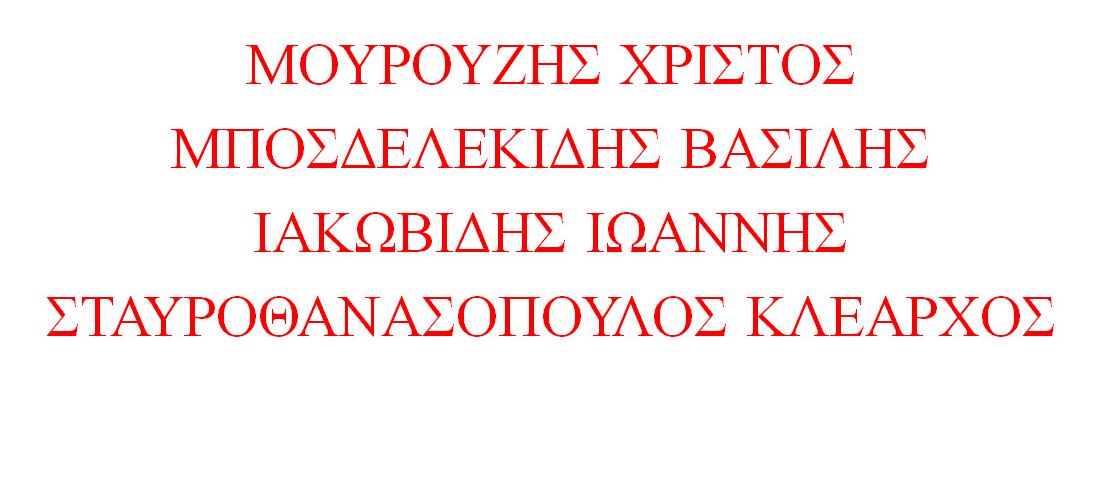 ΜΟΥΡΟΥΖΗΣ ΧΡΙΣΤΟΣ
ΜΠΟΣΔΕΛΕΚΙΔΗΣ ΒΑΣΙΛΗΣ
ΙΑΚΩΒΙΔΗΣ ΙΩΑΝΝΗΣ
ΣΤΑΥΡΟΘΑΝΑΣΟΠΟΥΛΟΣ ΚΛΕΑΡΧΟΣ